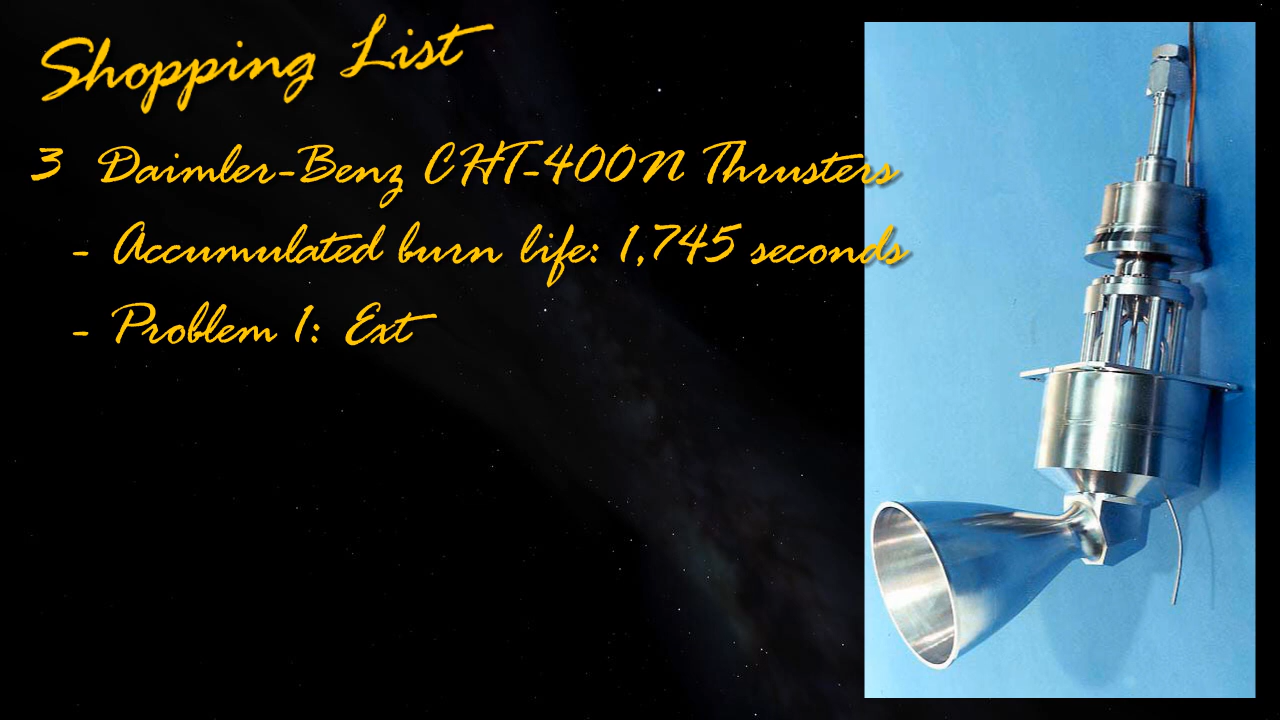 Shopping List
3 Daimler-Benz CHT-400N Thrusters
- Accumulated burn life: 1,745 seconds
- Problem 1: Ext